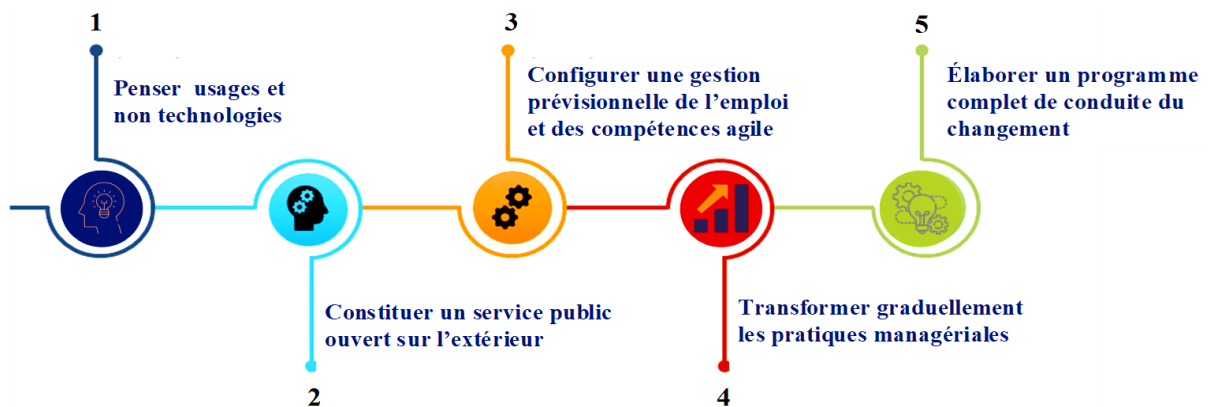 1
Penser usages et
non technologies
2
Constituer un service public
ouvert sur l’extérieur
3
Configurer une gestion
prévisionnelle de l’emploi
et des compétences agile
4
Transformer graduellement
les pratiques managériales
5
Élaborer un programme
complet de conduite du
changement